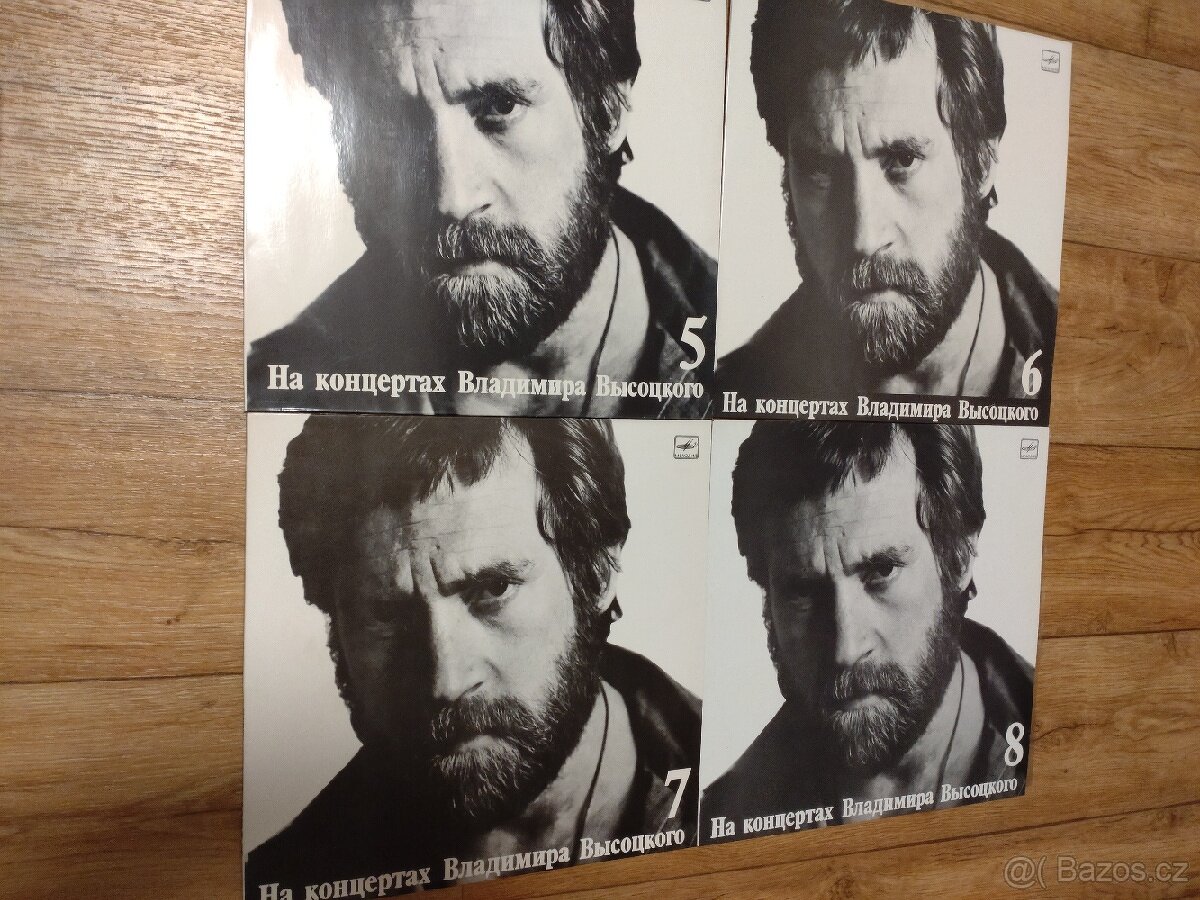 5
На концертах Владимира Высоцкого
6
На концертах Владимира Высоцкого
7
На концертах Владимира Высоцкого
8
На концертах Владимира Высоцкого
@( Bazos.cz